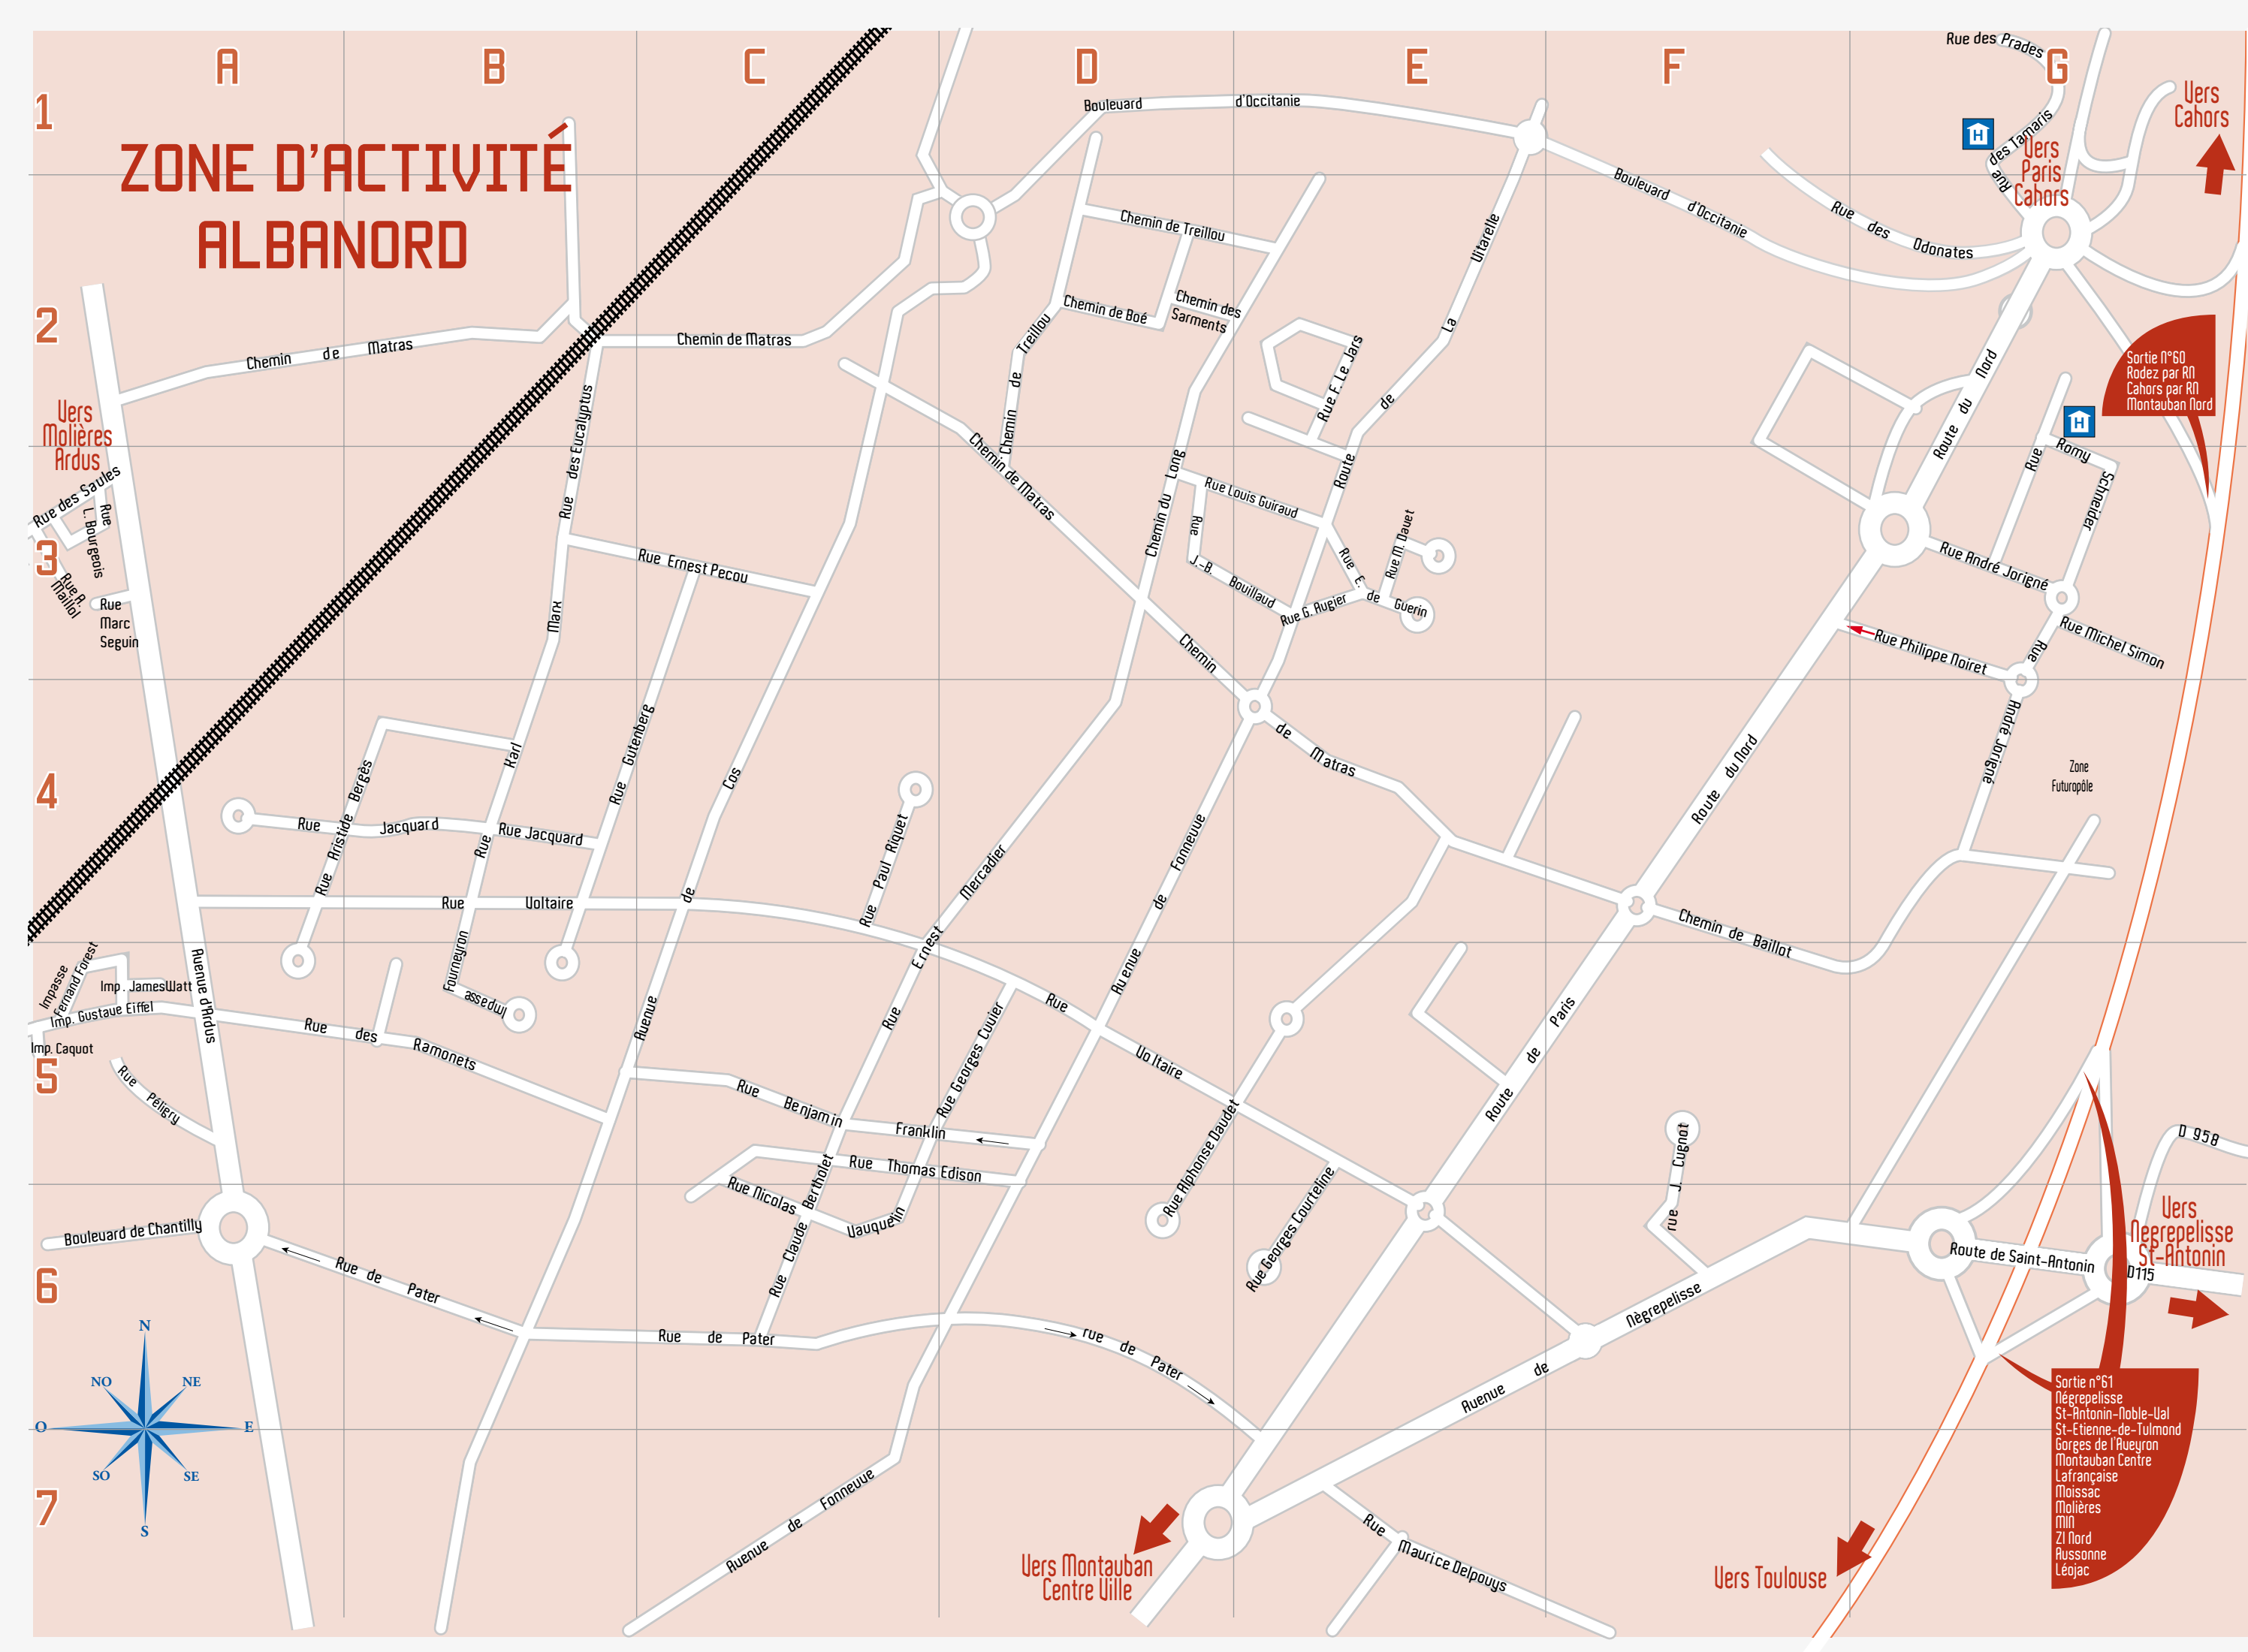 A
B
C
D
E
F
G
1
2
3
4
5
6
7
ZONE D'ACTIVITÉ
ALBANORD
Rue des Prades
Rue des Tamaris
H
Vers
Paris
Cahors
Vers
Cahors
Boulevard d'Occitanie
Boulevard d'Occitanie
Rue des Odonates
Chemin de Treillou
Chemin de Boé
Chemin des
Sarments
Chemin de Treillou
Route de La Vitarelle
Rue F. Le Jars
Chemin de Matras
Chemin de Matras
Chemin de Matras
Vers
Molières
Ardus
Rue des Saules
Rue
L. Bourgeois
Rue A.
Maillol
Rue
Marc
Seguin
Rue des Eucalyptus
Rue Ernest Pecou
Rue Karl Marx
Rue Gutenberg
Avenue de Cos
Chemin du Long
Rue Louis Guiraud
Rue J.-B. Bouillaud
Rue G. Augier
Rue E. de Guerin
Rue M. Dauet
Chemin de Matras
Route du Nord
Route du Nord
H
Rue Romy Schneider
Rue André Jorigné
Rue Michel Simon
Rue Philippe Noiret
Rue André Jorigné
Zone
Futuropôle
Sortie N°60
Rodez par RN
Cahors par RN
Montauban Nord
Rue Aristide Bergès
Rue Jacquard
Rue Jacquard
Rue Voltaire
Rue Paul Riquet
Rue Ernest Mercadier
Avenue de Fonneuve
Chemin de Baillot
Impasse
Fernand Forest
Imp. JamesWatt
Imp. Gustave Eiffel
Imp. Caquot
Avenue d'Ardus
Impasse Fourneyron
Rue des Ramonets
Rue Péligry
Rue Georges Cuvier
Rue Voltaire
Rue Benjamin Franklin
Rue Thomas Edison
Rue Nicolas Vauquelin
Rue Claude Bertholet
Rue Alphonse Daudet
Rue Georges Courteline
Route de Paris
rue J. Cugnot
D 958
Vers
Négrepelisse
St-Antonin
Route de Saint-Antonin
D115
Boulevard de Chantilly
Rue de Pater
Rue de Pater
rue de Pater
Avenue de Nègrepelisse
Avenue de Fonneuve
Rue Maurice Delpouys
N
NE
E
SE
S
SO
O
NO
Vers Montauban
Centre Ville
Vers Toulouse
Sortie n°61
Négrepelisse
St-Antonin-Noble-Val
St-Etienne-de-Tulmond
Gorges de l'Aveyron
Montauban Centre
Lafrançaise
Moissac
Molières
MIN
ZI Nord
Aussonne
Léojac